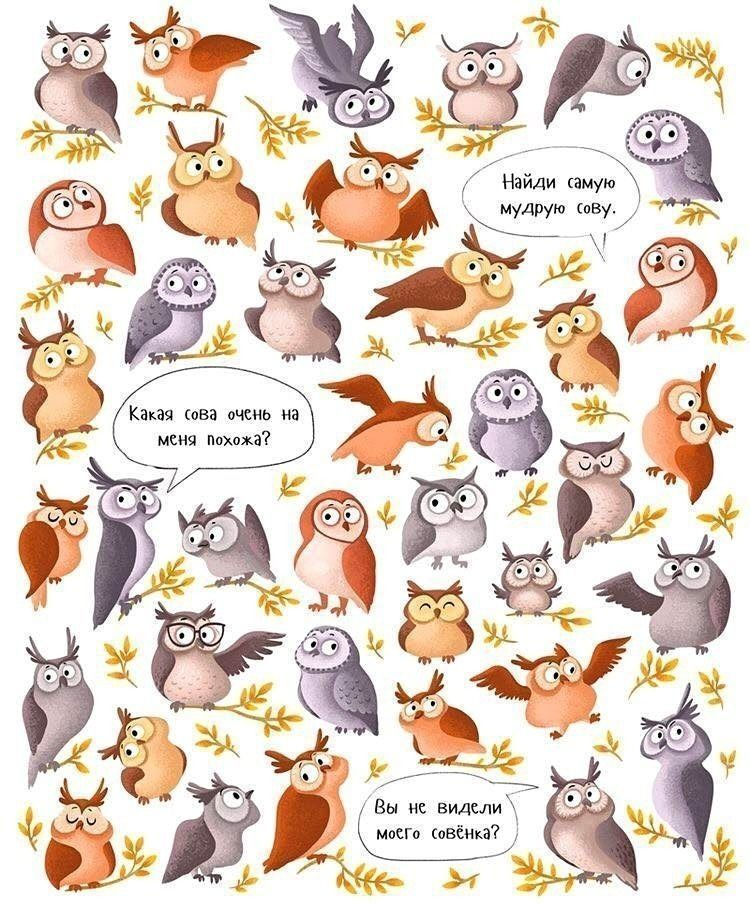 Найди самую
мудрую сову.
Какая сова очень на
меня похожа?
Вы не видели
моего совёнка?